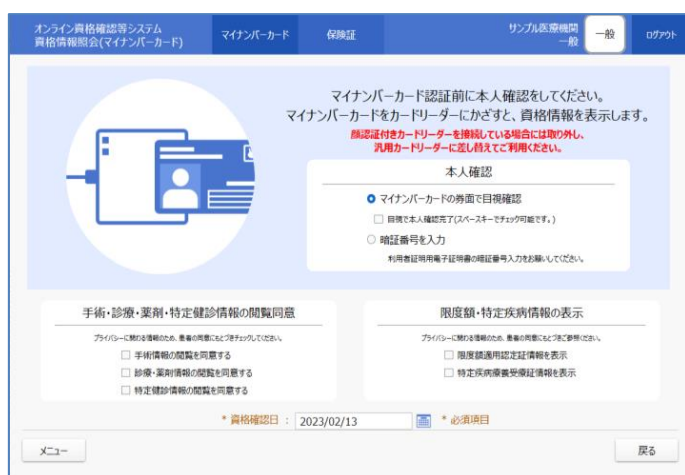 オンライン資格確認等システム
資格情報照会(マイナンバーカード)
マイナンバーカード
保険証
サンプル医療機関
一般
一般
ログアウト
マイナンバーカード認証前に本人確認をしてください。
マイナンバーカードをカードリーダーにかざすと、資格情報を表示します。
顔認証付きカードリーダーを接続している場合には取り外し、
汎用カードリーダーに差し替えてご利用ください。
本人確認
マイナンバーカードの券面で目視確認
目視で本人確認完了(スペースキーでチェック可能です。)
暗証番号を入力
利用者証明用電子証明書の暗証番号入力をお願いしてください。
手術・診療・薬剤・特定健診情報の閲覧同意
プライバシーに関わる情報のため、患者の同意にもとづきチェックしてください。
手術情報の閲覧を同意する
診療・薬剤情報の閲覧を同意する
特定健診情報の閲覧を同意する
限度額・特定疾病情報の表示
プライバシーに関わる情報のため、患者の同意にもとづきご参照ください。
限度額適用認定証情報を表示
特定疾病療養受療証情報を表示
* 資格確認日 : 2023/02/13 * 必須項目
メニュー
戻る